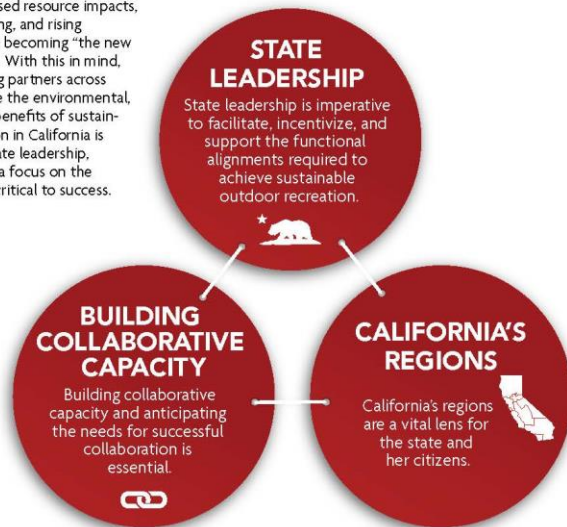 sed resource impacts,
ng, and rising
becoming “the new
With this in mind,
g partners across
e the environmental,
benefits of sustain-
on in California is
ate leadership,
a focus on the
critical to success.
STATE
LEADERSHIP
State leadership is imperative
to facilitate, incentivize, and
support the functional
alignments required to
achieve sustainable
outdoor recreation.
BUILDING
COLLABORATIVE
CAPACITY
Building collaborative
capacity and anticipating
the needs for successful
collaboration is
essential.
CALIFORNIA’S
REGIONS
California’s regions
are a vital lens for
the state and
her citizens.